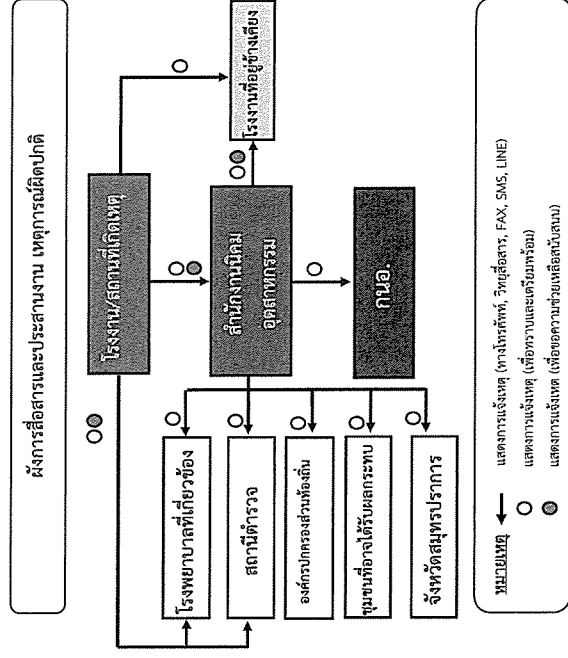 ผังการสื่อสารและประสานงาน เหตุการณ์ผิดปกติ
โรงงาน/สถานที่เกิดเหตุ
สำนักงานนิคม
อุตสาหกรรม
โรงงานที่อยู่ข้างเคียง
กนอ.
โรงพยาบาลที่เกี่ยวข้อง
สถานีตำรวจ
องค์กรปกครองส่วนท้องถิ่น
ชุมชนที่อาจได้รับผลกระทบ
จังหวัดสมุทรปราการ
หมายเหตุ
แสดงการแจ้งเหตุ (ทางโทรศัพท์, วิทยุสื่อสาร, FAX, SMS, LINE)
แสดงการแจ้งเหตุ (เพื่อทราบและเตรียมพร้อม)
แสดงการแจ้งเหตุ (เพื่อขอความช่วยเหลือสนับสนุน)